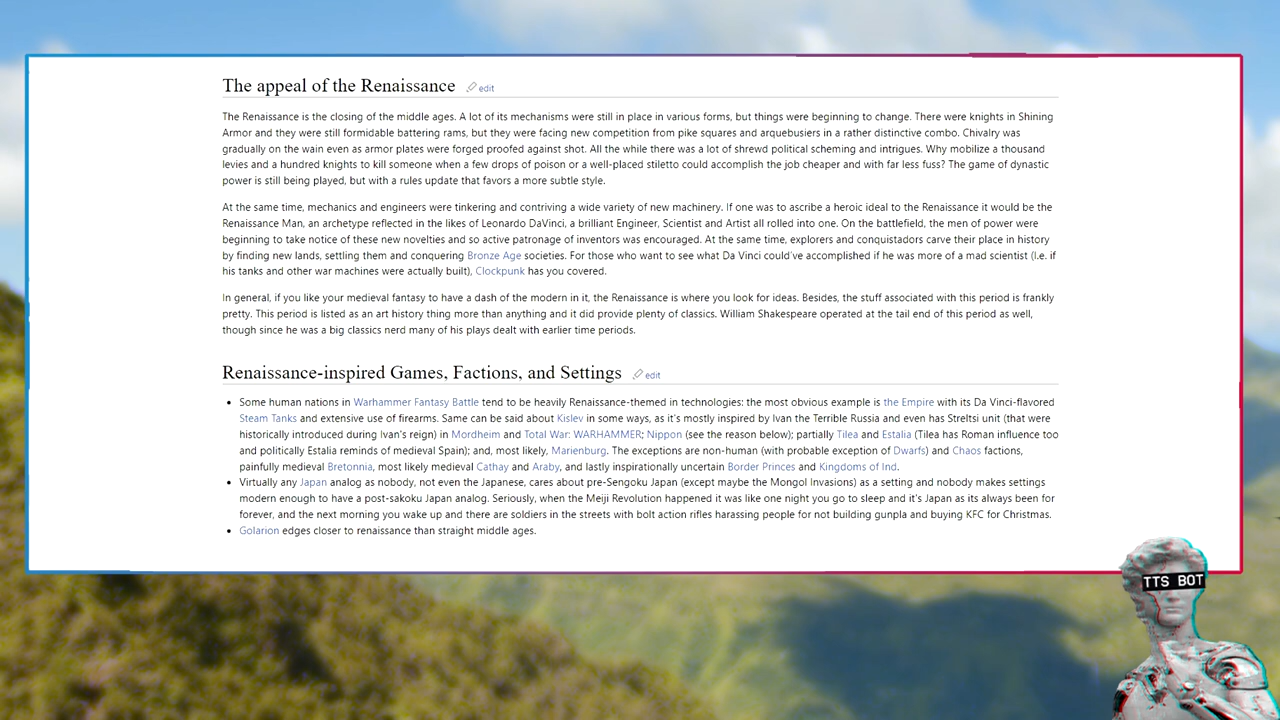 The appeal of the Renaissance edit
The Renaissance is the closing of the middle ages. A lot of its mechanisms were still in place in various forms, but things were beginning to change. There were knights in Shining
Armor and they were still formidable battering rams, but they were facing new competition from pike squares and arquebusiers in a rather distinctive combo. Chivalry was
gradually on the wain even as armor plates were forged proofed against shot. All the while there was a lot of shrewd political scheming and intrigues. Why mobilize a thousand
levies and a hundred knights to kill someone when a few drops of poison or a well-placed stiletto could accomplish the job cheaper and with far less fuss? The game of dynastic
power is still being played, but with a rules update that favors a more subtle style.
At the same time, mechanics and engineers were tinkering and contriving a wide variety of new machinery. If one was to ascribe a heroic ideal to the Renaissance it would be the
Renaissance Man, an archetype reflected in the likes of Leonardo DaVinci, a brilliant Engineer, Scientist and Artist all rolled into one. On the battlefield, the men of power were
beginning to take notice of these new novelties and so active patronage of inventors was encouraged. At the same time, explorers and conquistadors carve their place in history
by finding new lands, settling them and conquering Bronze Age societies. For those who want to see what Da Vinci could've accomplished if he was more of a mad scientist (I.e. if
his tanks and other war machines were actually built), Clockpunk has you covered.
In general, if you like your medieval fantasy to have a dash of the modern in it, the Renaissance is where you look for ideas. Besides, the stuff associated with this period is frankly
pretty. This period is listed as an art history thing more than anything and it did provide plenty of classics. William Shakespeare operated at the tail end of this period as well,
though since he was a big classics nerd many of his plays dealt with earlier time periods.
Renaissance-inspired Games, Factions, and Settings edit
• Some human nations in Warhammer Fantasy Battle tend to be heavily Renaissance-themed in technologies: the most obvious example is the Empire with its Da Vinci-flavored
Steam Tanks and extensive use of firearms. Same can be said about Kislev in some ways, as it's mostly inspired by Ivan the Terrible Russia and even has Streltsi unit (that were
historically introduced during Ivan's reign) in Mordheim and Total War: WARHAMMER; Nippon (see the reason below); partially Tilea and Estalia (Tilea has Roman influence too
and politically Estalia reminds of medieval Spain); and, most likely, Marienburg. The exceptions are non-human (with probable exception of Dwarfs) and Chaos factions,
painfully medieval Bretonnia, most likely medieval Cathay and Araby, and lastly inspirationally uncertain Border Princes and Kingdoms of Ind.
• Virtually any Japan analog as nobody, not even the Japanese, cares about pre-Sengoku Japan (except maybe the Mongol Invasions) as a setting and nobody makes settings
modern enough to have a post-sakoku Japan analog. Seriously, when the Meiji Revolution happened it was like one night you go to sleep and it's Japan as its always been for
forever, and the next morning you wake up and there are soldiers in the streets with bolt action rifles harassing people for not building gunpla and buying KFC for Christmas.
• Golarion edges closer to renaissance than straight middle ages.
TTS BOT